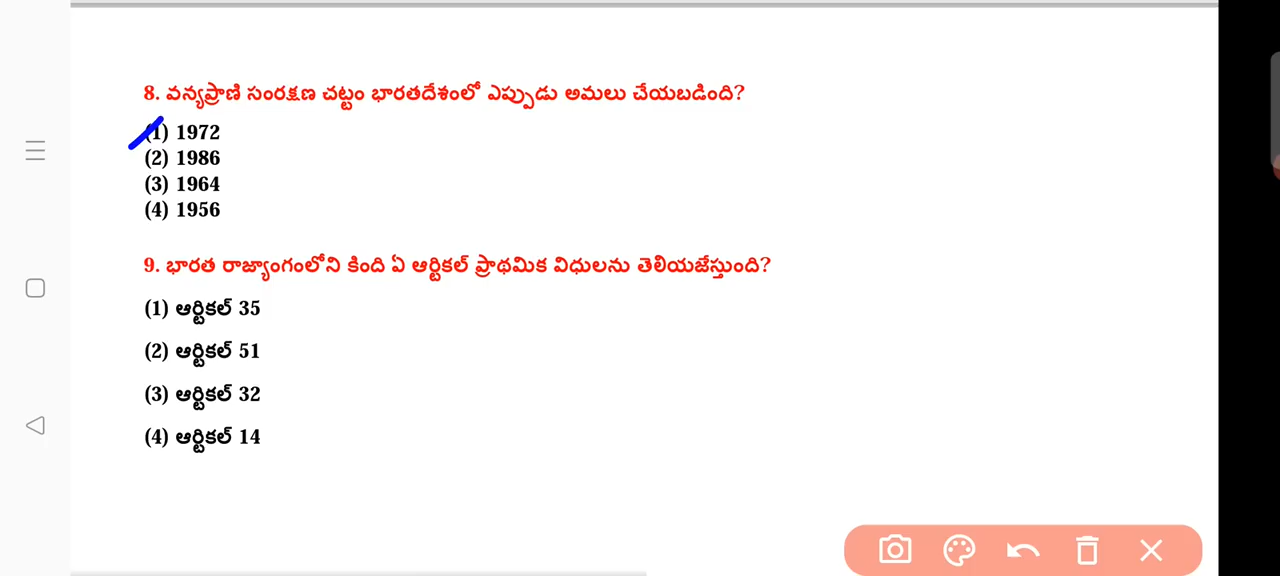 8. వన్యప్రాణి సంరక్షణ చట్టం భారతదేశంలో ఎప్పుడు అమలు చేయబడింది?
(1) 1972
(2) 1986
(3) 1964
(4) 1956
9. భారత రాజ్యాంగంలోని కింది ఏ ఆర్టికల్ ప్రాథమిక విధులను తెలియజేస్తుంది?
(1) ఆర్టికల్ 35
(2) ఆర్టికల్ 51
(3) ఆర్టికల్ 32
(4) ఆర్టికల్ 14